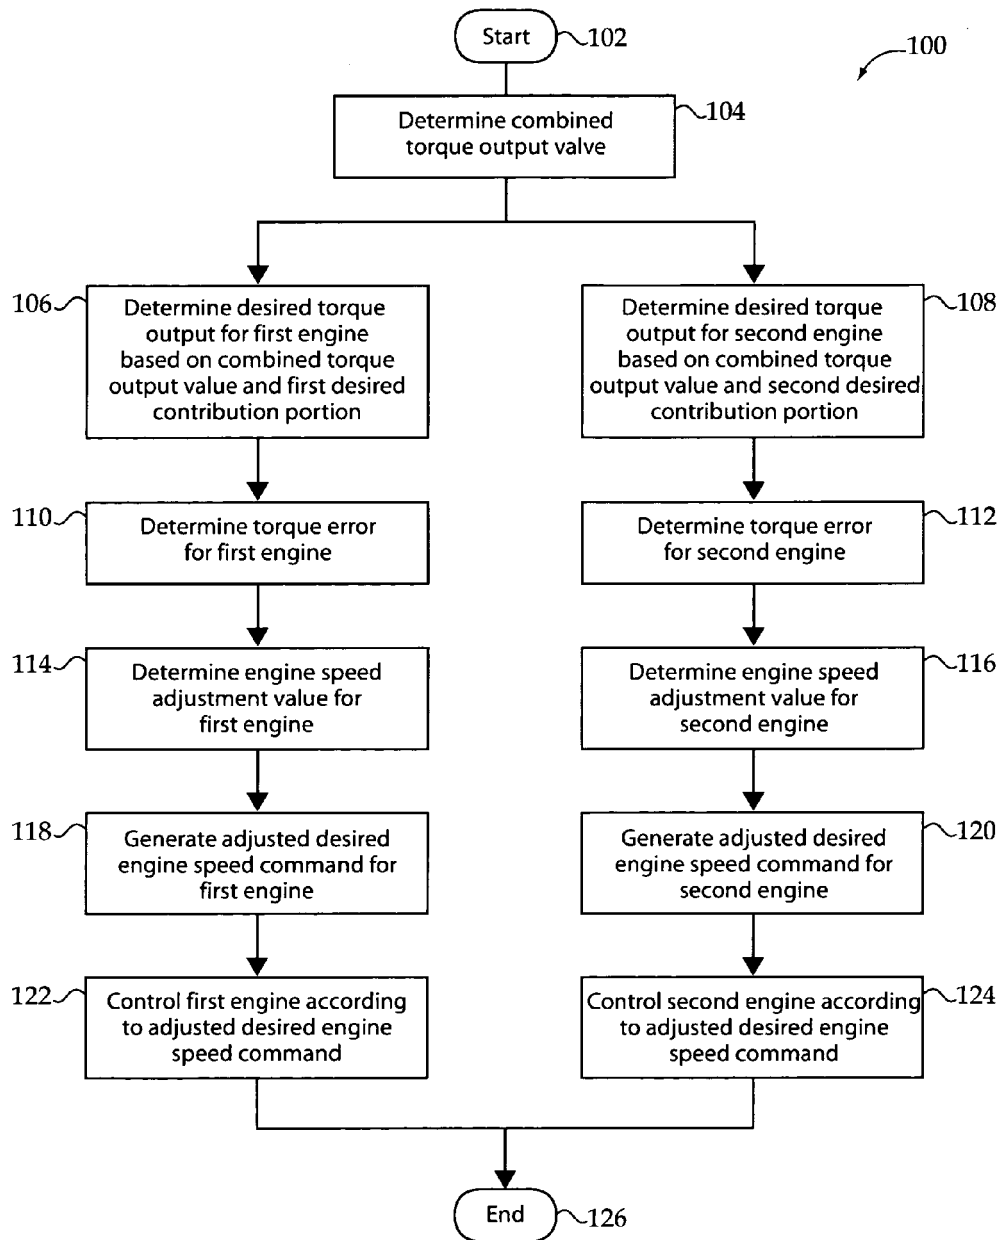 Start
102
100
Determine combined
torque output valve
104
106
Determine desired torque
output for first engine
based on combined torque
output value and first desired
contribution portion
Determine desired torque
output for second engine
based on combined torque
output value and second desired
contribution portion
108
110
Determine torque error
for first engine
Determine torque error
for second engine
112
114
Determine engine speed
adjustment value for
first engine
Determine engine speed
adjustment value for
second engine
116
118
Generate adjusted desired
engine speed command for
first engine
Generate adjusted desired
engine speed command for
second engine
120
122
Control first engine according
to adjusted desired engine
speed command
Control second engine according
to adjusted desired engine
speed command
124
End
126